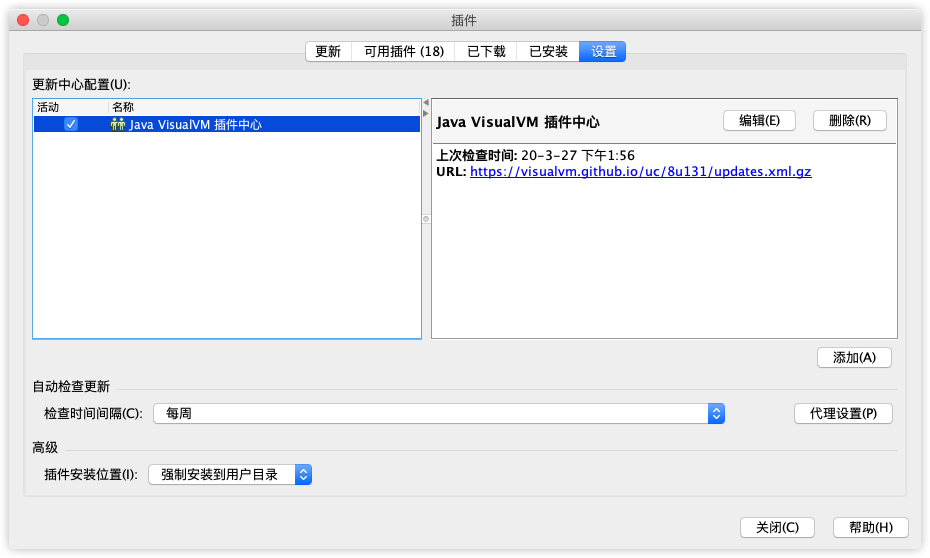 插件
更新 可用插件 (18) 已下载 已安装 设置
更新中心配置(U):
活动 名称
Java VisualVM 插件中心
Java VisualVM 插件中心 编辑(E) 删除(R)
上次检查时间: 20-3-27 下午1:56
URL: https://visualvm.github.io/uc/8u131/updates.xml.gz
添加(A)
自动检查更新
检查时间间隔(C): 每周 代理设置(P)
高级
插件安装位置(I): 强制安装到用户目录
关闭(C) 帮助(H)